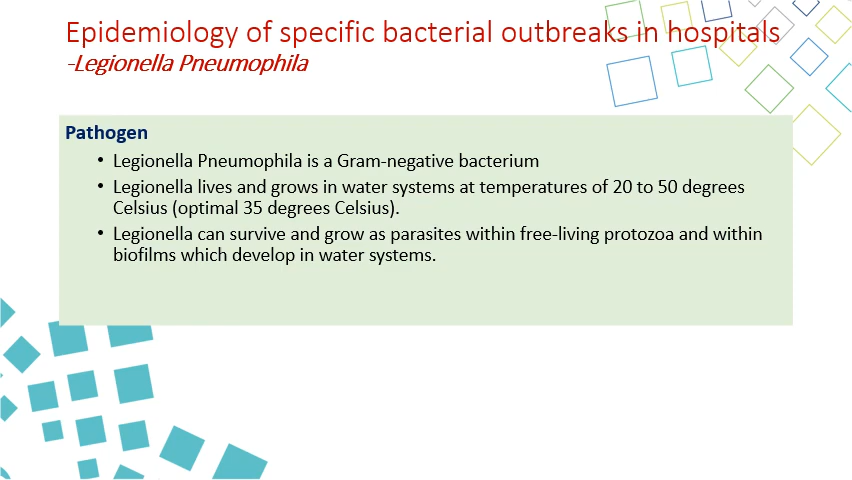 Epidemiology of specific bacterial outbreaks in hospitals
-Legionella Pneumophila
Pathogen
• Legionella Pneumophila is a Gram-negative bacterium
• Legionella lives and grows in water systems at temperatures of 20 to 50 degrees
Celsius (optimal 35 degrees Celsius).
• Legionella can survive and grow as parasites within free-living protozoa and within
biofilms which develop in water systems.